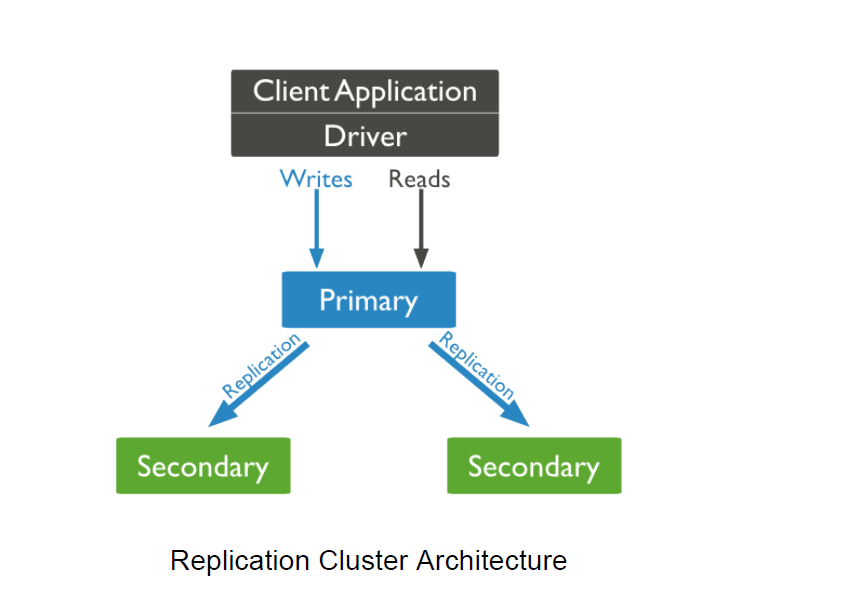 Client Application
Driver
Writes
Reads
Primary
Replication
Replication
Secondary
Secondary
Replication Cluster Architecture